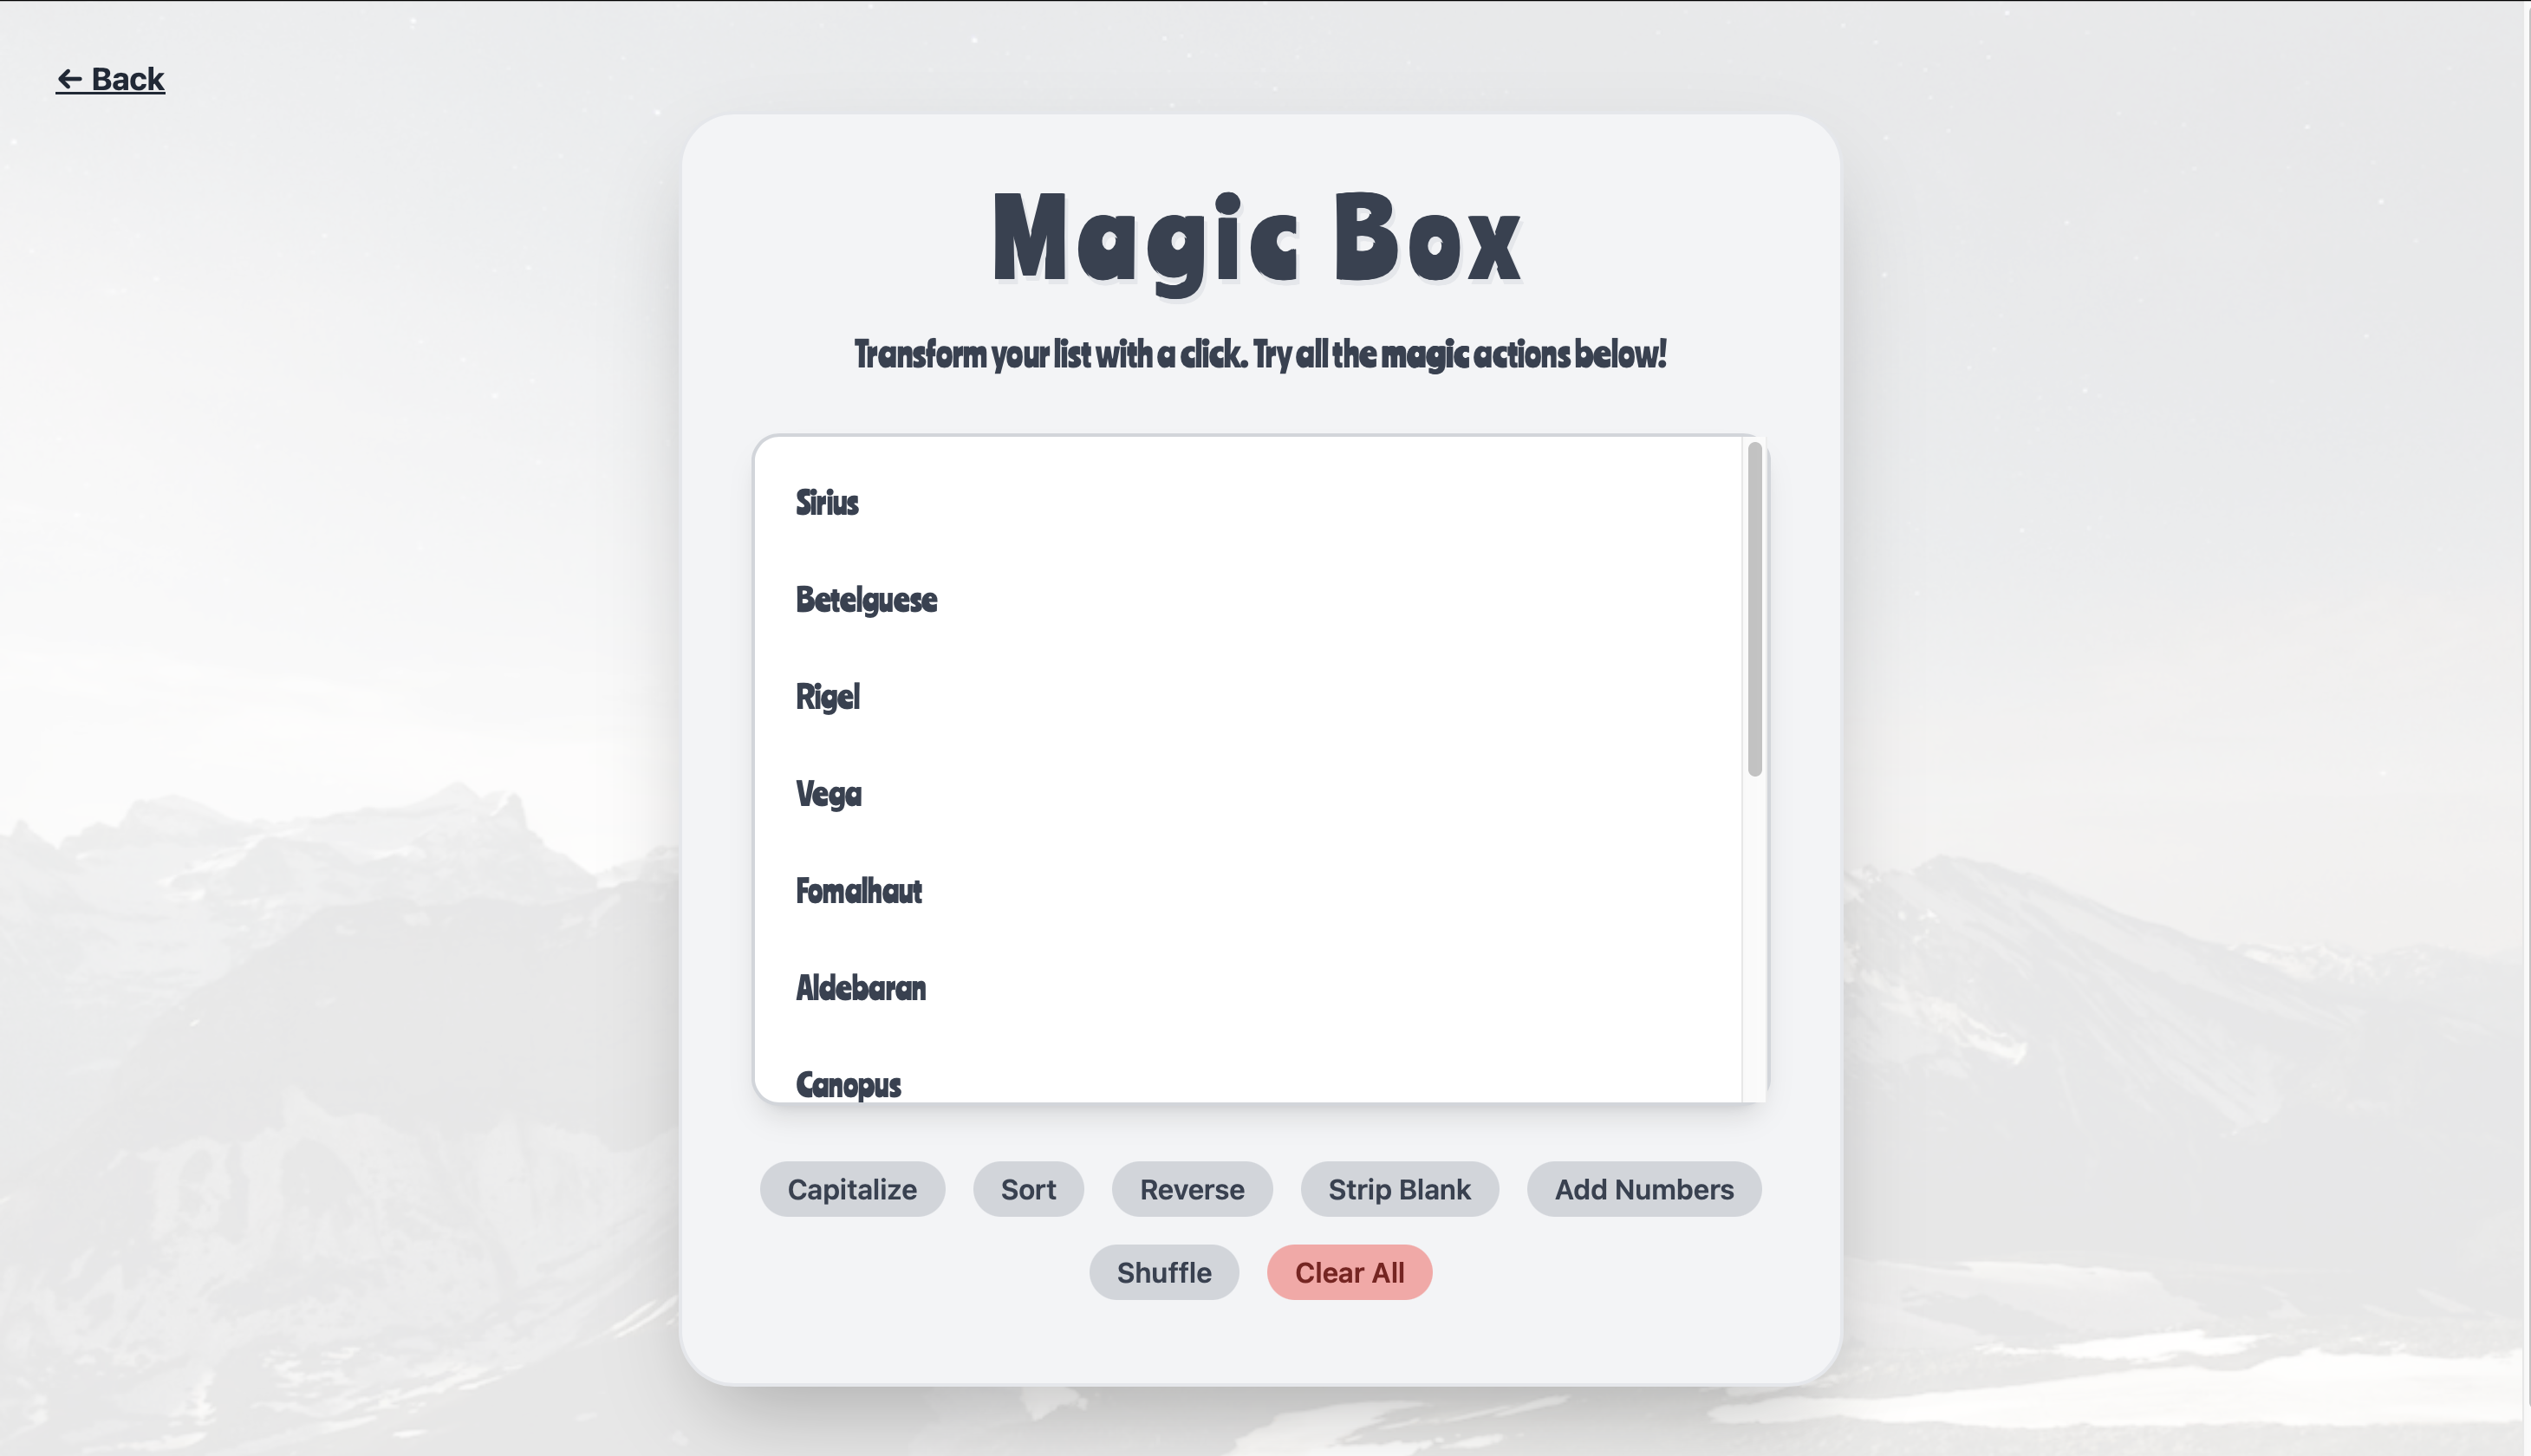 ← Back
Magic Box
Transform your list with a click. Try all the magic actions below!
Sirius
Betelguese
Rigel
Vega
Fomalhaut
Aldebaran
Canopus
Capitalize Sort Reverse Strip Blank Add Numbers
Shuffle Clear All